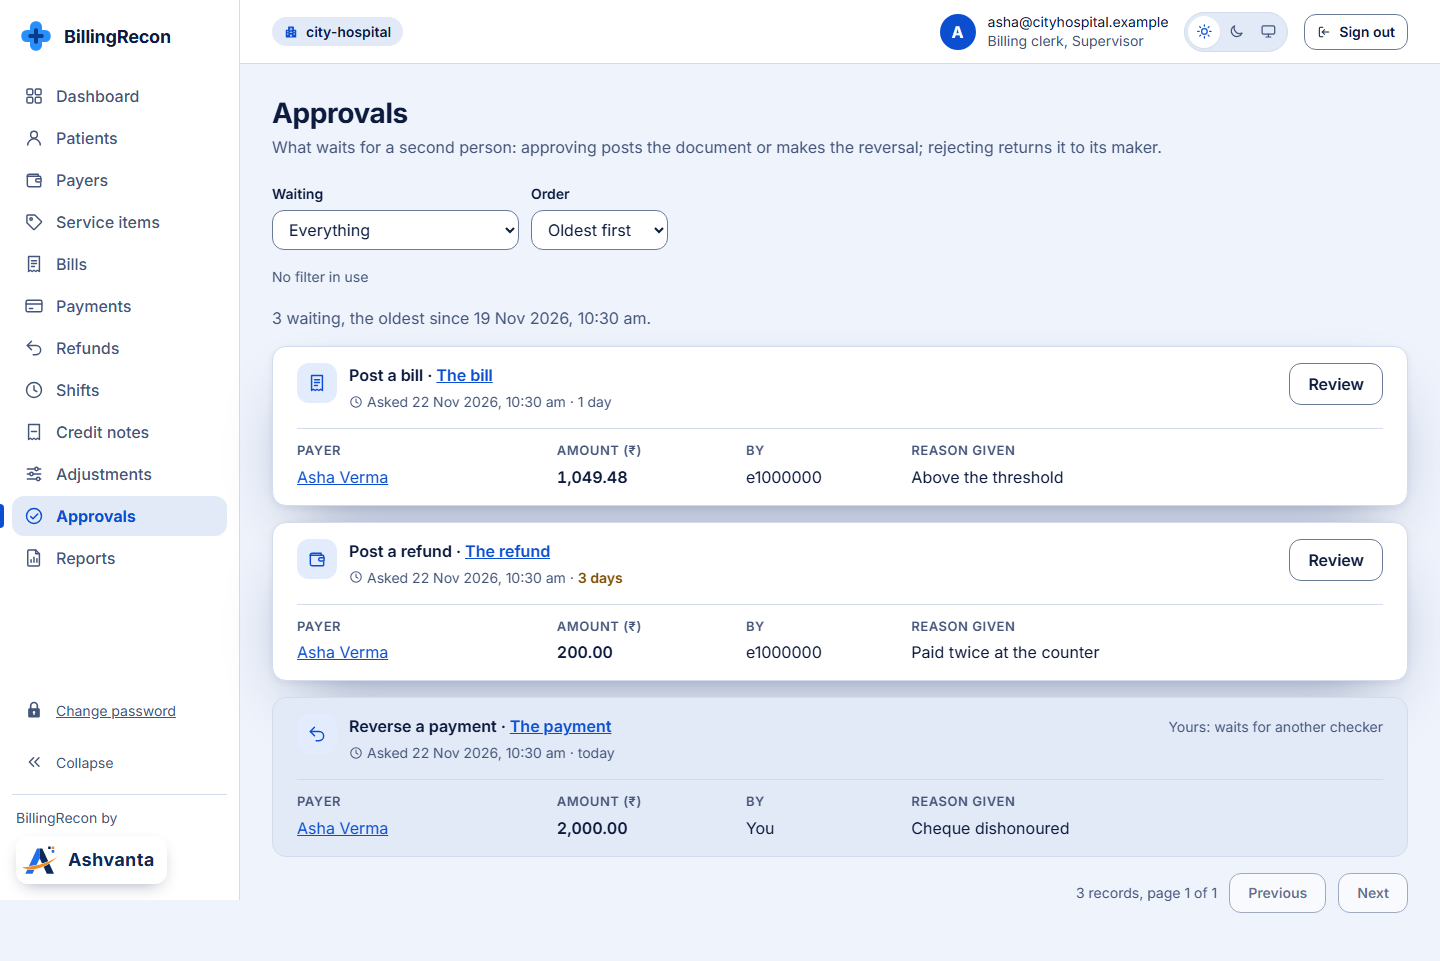 BillingRecon
city-hospital
A
asha@cityhospital.example
Billing clerk, Supervisor
Sign out
Dashboard
Patients
Payers
Service items
Bills
Payments
Refunds
Shifts
Credit notes
Adjustments
Approvals
Reports
Change password
Collapse
BillingRecon by
Ashvanta
Approvals
What waits for a second person: approving posts the document or makes the reversal; rejecting returns it to its maker.
Waiting
Order
Everything
Oldest first
No filter in use
3 waiting, the oldest since 19 Nov 2026, 10:30 am.
Post a bill · The bill
Review
Asked 22 Nov 2026, 10:30 am · 1 day
PAYER AMOUNT (₹) BY REASON GIVEN
Asha Verma 1,049.48 e1000000 Above the threshold
Post a refund · The refund
Review
Asked 22 Nov 2026, 10:30 am · 3 days
PAYER AMOUNT (₹) BY REASON GIVEN
Asha Verma 200.00 e1000000 Paid twice at the counter
Reverse a payment · The payment
Yours: waits for another checker
Asked 22 Nov 2026, 10:30 am · today
PAYER AMOUNT (₹) BY REASON GIVEN
Asha Verma 2,000.00 You Cheque dishonoured
3 records, page 1 of 1
Previous
Next